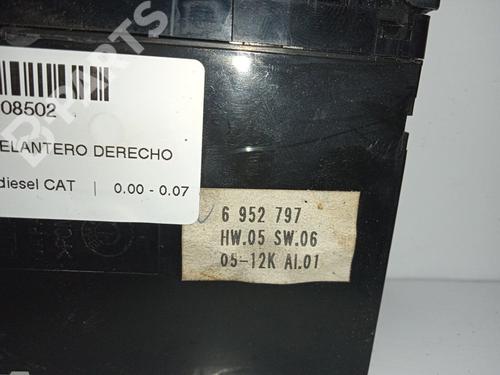 08502
ELANTERO DERECHO
diesel CAT | 0.00 - 0.07
6 952 797
HW.05 SW.06
05-12K AI.01
B PARTS